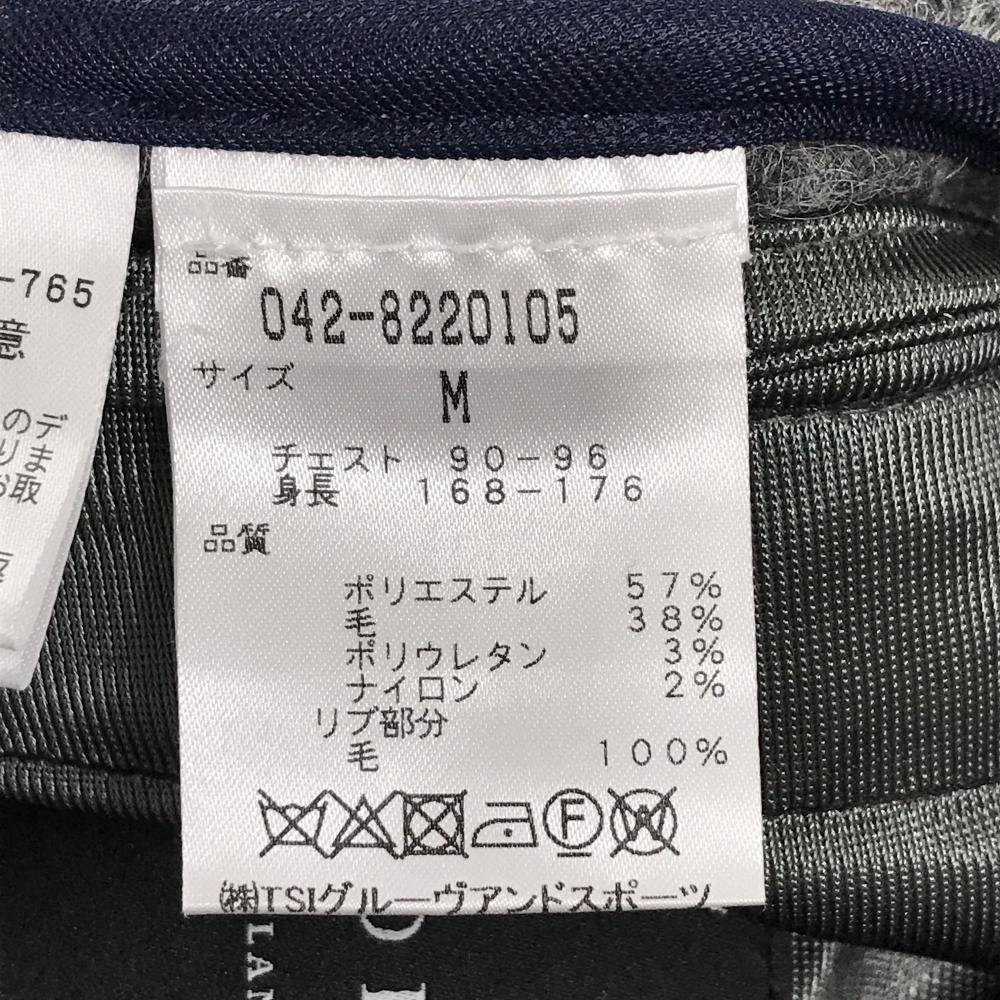 -765
意
のデ
りま
お取
品番
042-8220105
サイズ
M
チェスト 90-96
身長 168-176
品質
ポリエステル 57%
毛 38%
ポリウレタン 3%
ナイロン 2%
リブ部分
毛 100%
F
W
(株)TSIグルーヴアンドスポーツ
LAN